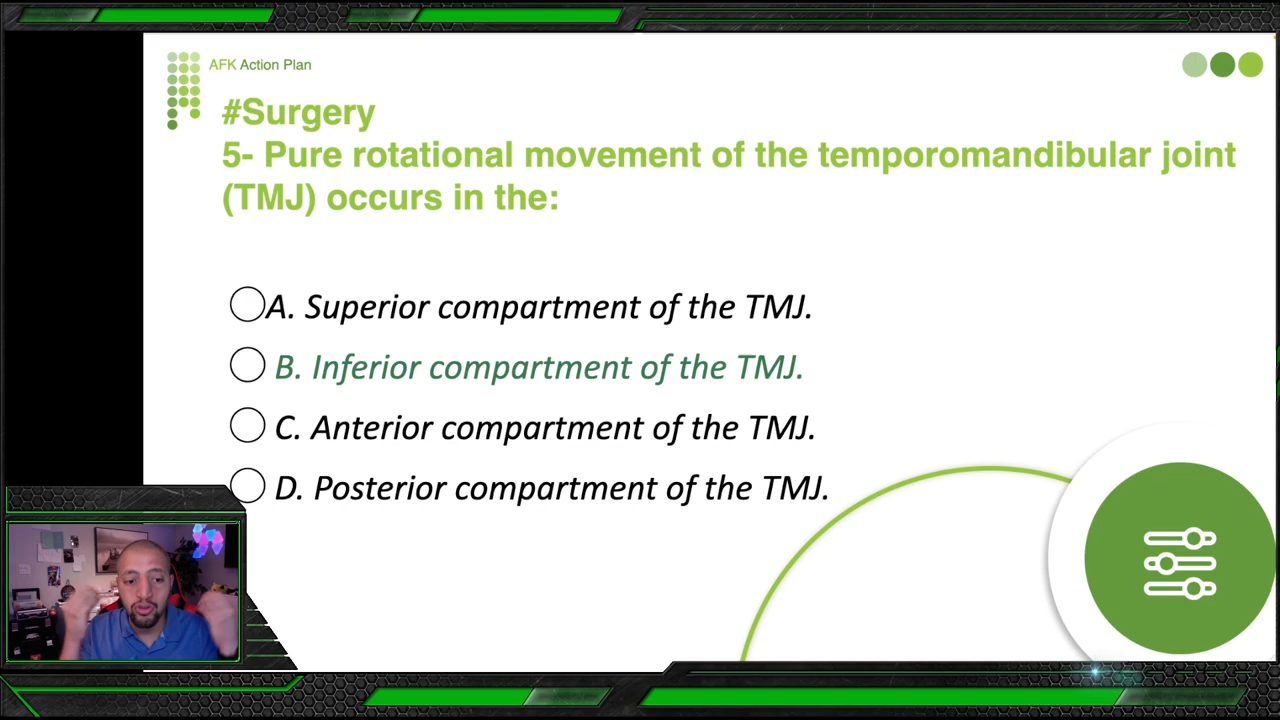 AFK Action Plan
#Surgery
5- Pure rotational movement of the temporomandibular joint
(TMJ) occurs in the:
A. Superior compartment of the TMJ.
B. Inferior compartment of the TMJ.
C. Anterior compartment of the TMJ.
D. Posterior compartment of the TMJ.